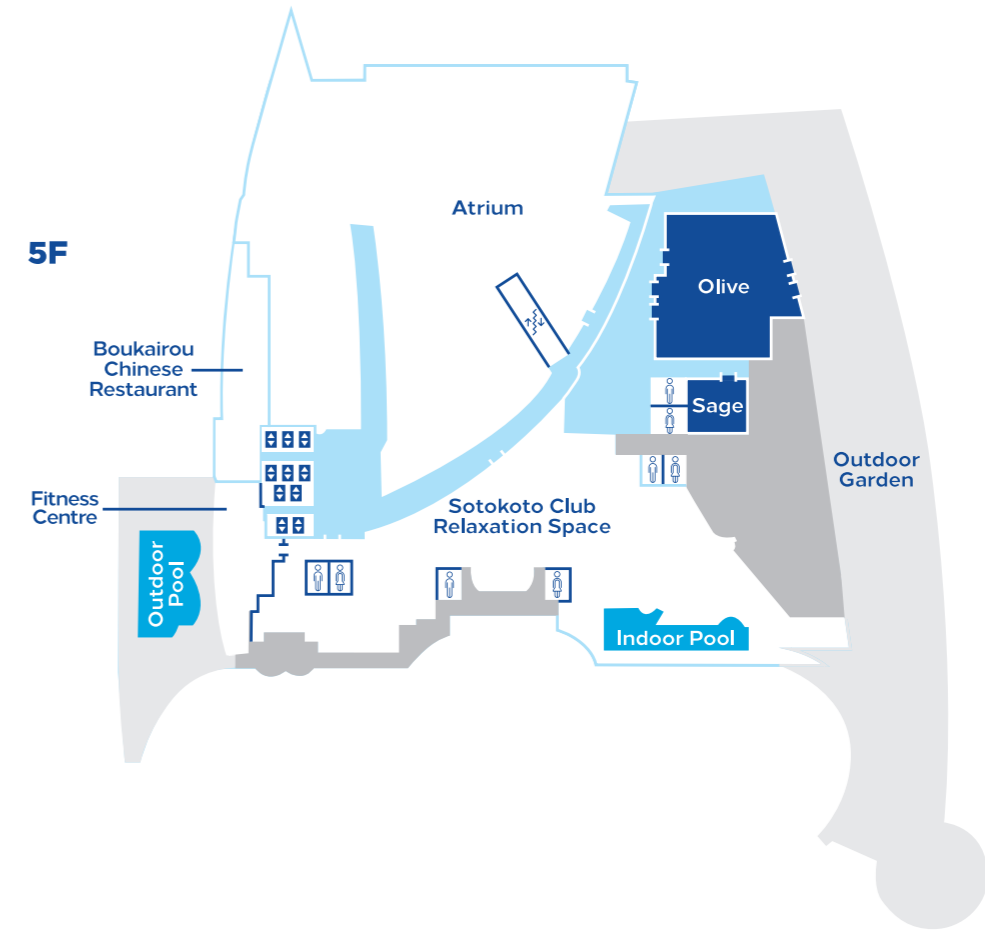 5F
Atrium
Olive
Boukairou
Chinese
Restaurant
Sage
Outdoor
Garden
Fitness
Centre
Sotokoto Club
Relaxation Space
Outdoor
Pool
Indoor Pool